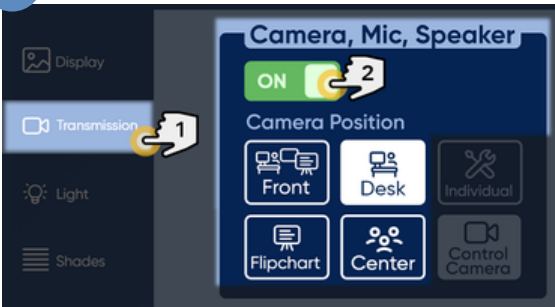 Camera, Mic, Speaker
Display
ON
2
Transmission
1
Camera Position
Front
Desk
Individual
Light
Flipchart
Center
Control
Camera
Shades